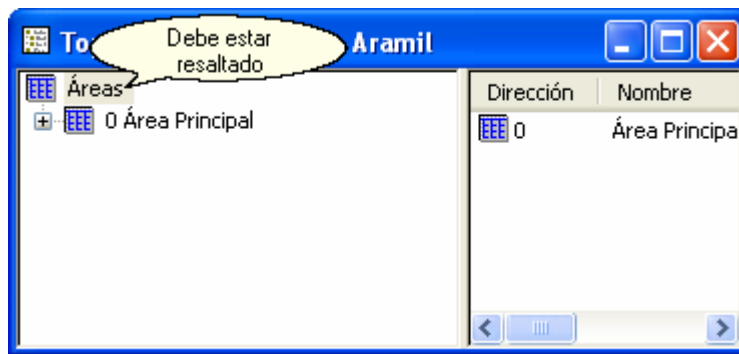 To
Debe estar
resaltado
Aramil
Áreas
Dirección
Nombre
0 Área Principal
0
Área Principa